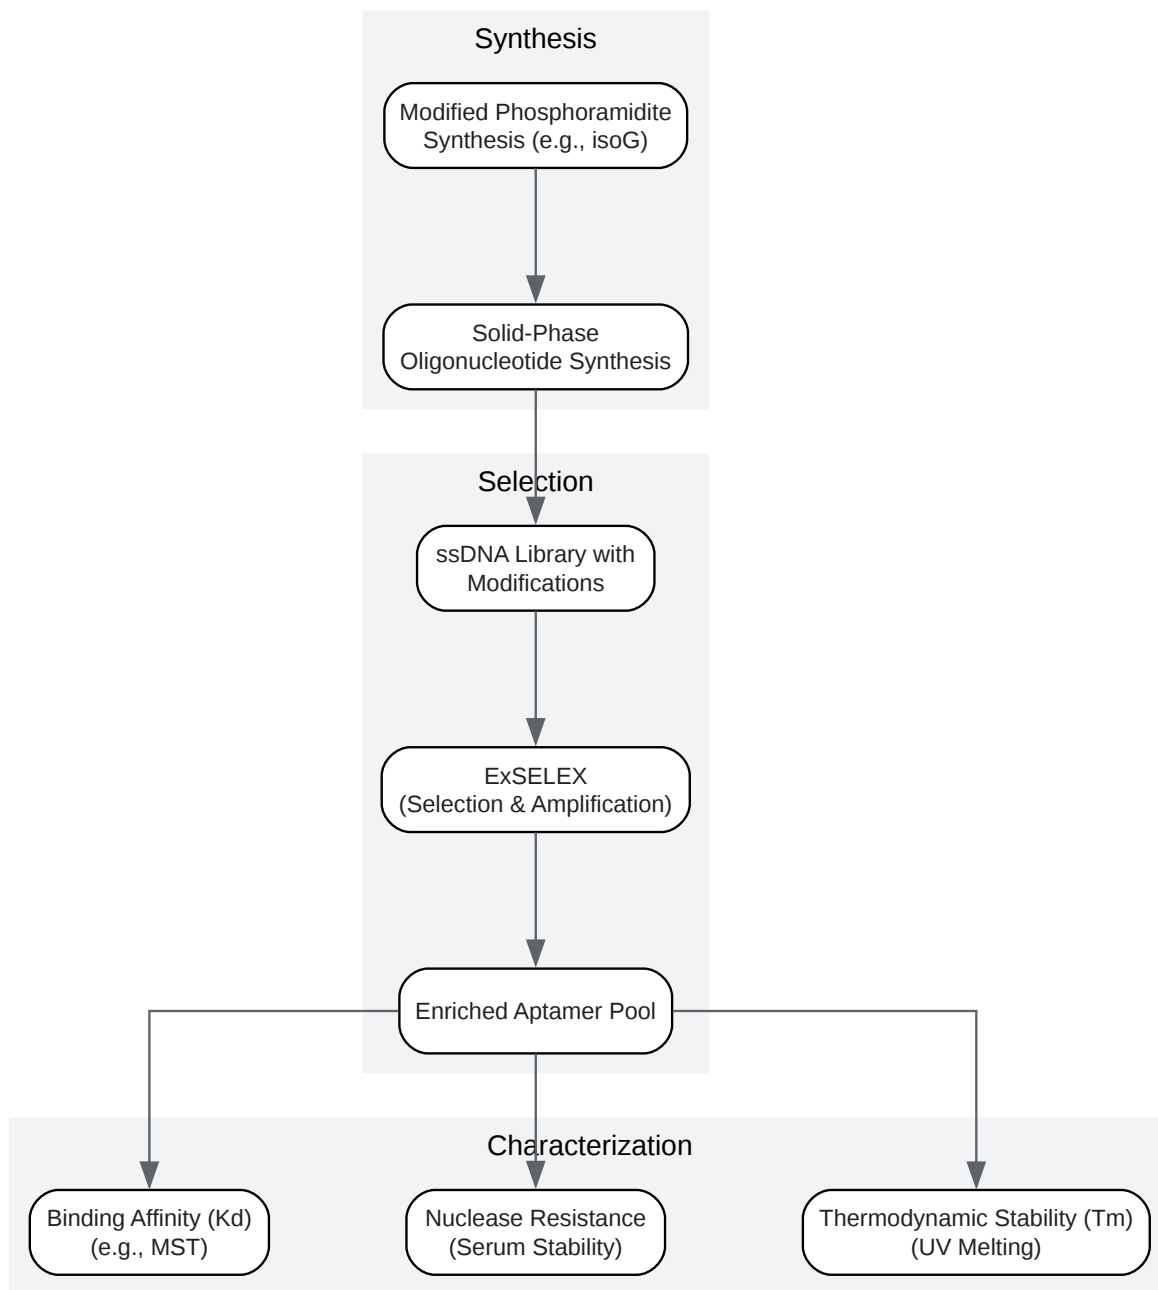 Synthesis
Modified Phosphoramidite
Synthesis (e.g., isoG)
Solid-Phase
Oligonucleotide Synthesis
Selection
ssDNA Library with
Modifications
ExSELEX
(Selection & Amplification)
Enriched Aptamer Pool
Characterization
Binding Affinity (Kd)
(e.g., MST)
Nuclease Resistance
(Serum Stability)
Thermodynamic Stability (Tm)
(UV Melting)